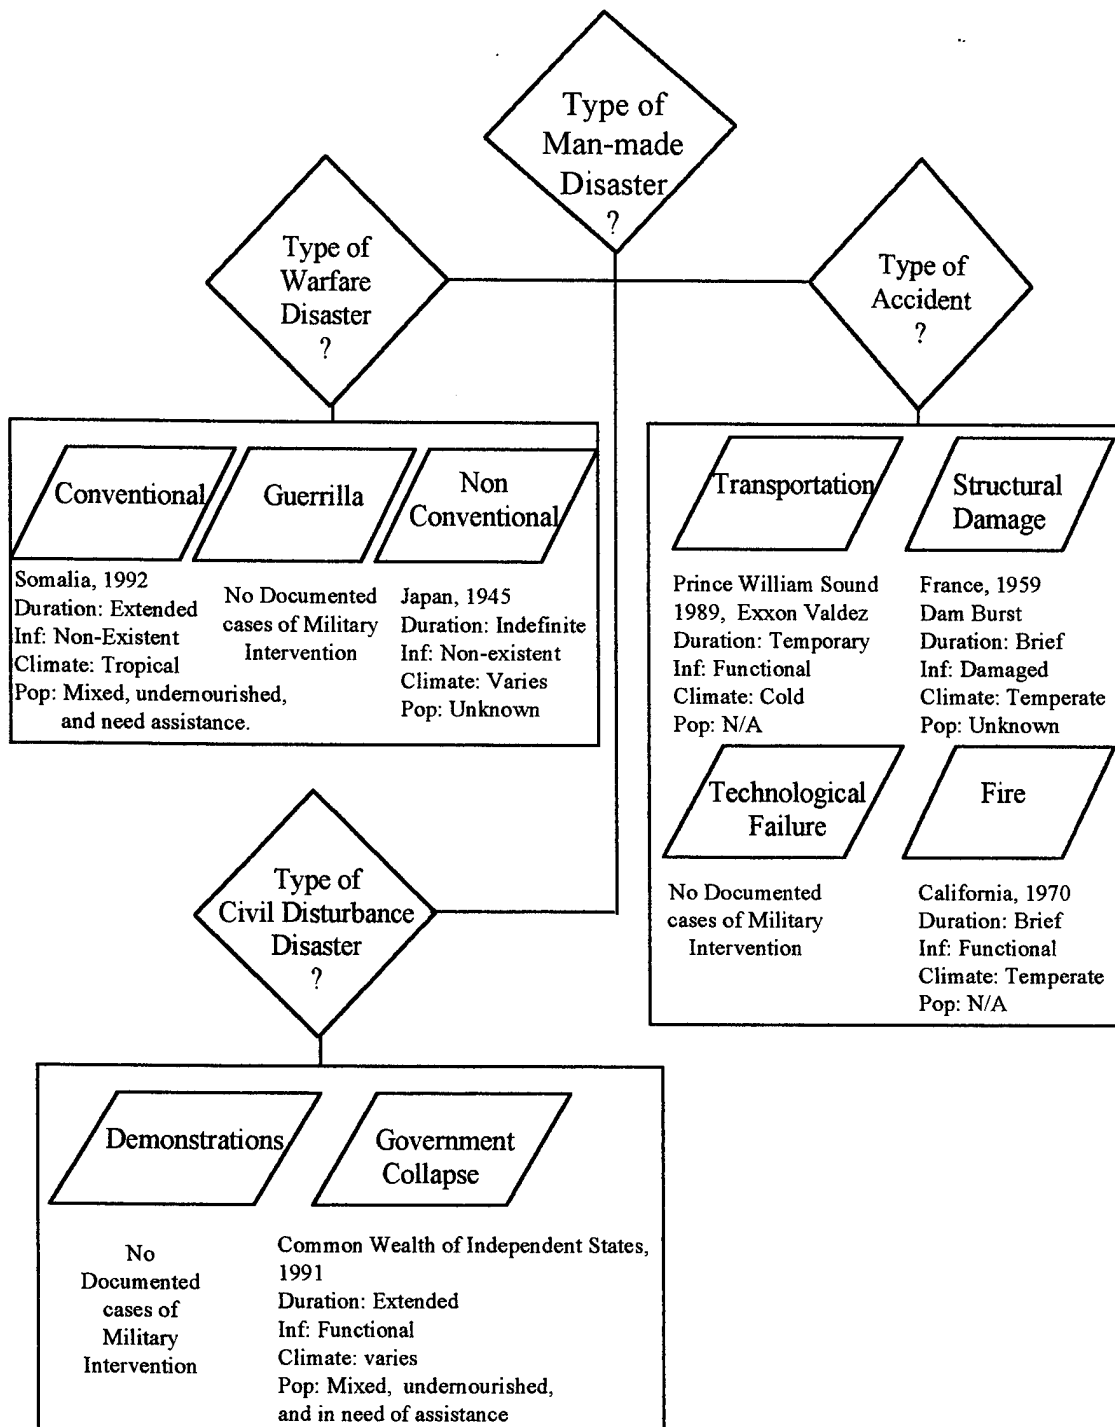 Type of
Man-made
Disaster
?
Type of
Warfare
Disaster
?
Type of
Accident
?
Conventional
Somalia, 1992
Duration: Extended
Inf: Non-Existent
Climate: Tropical
Pop: Mixed, undernourished,
and need assistance.
Guerrilla
No Documented
cases of Military
Intervention
Non
Conventional
Japan, 1945
Duration: Indefinite
Inf: Non-existent
Climate: Varies
Pop: Unknown
Transportation
Prince William Sound
1989, Exxon Valdez
Duration: Temporary
Inf: Functional
Climate: Cold
Pop: N/A
Structural
Damage
France, 1959
Dam Burst
Duration: Brief
Inf: Damaged
Climate: Temperate
Pop: Unknown
Technological
Failure
No Documented
cases of Military
Intervention
Fire
California, 1970
Duration: Brief
Inf: Functional
Climate: Temperate
Pop: N/A
Type of
Civil Disturbance
Disaster
?
Demonstrations
No
Documented
cases of
Military
Intervention
Government
Collapse
Common Wealth of Independent States,
1991
Duration: Extended
Inf: Functional
Climate: varies
Pop: Mixed, undernourished,
and in need of assistance